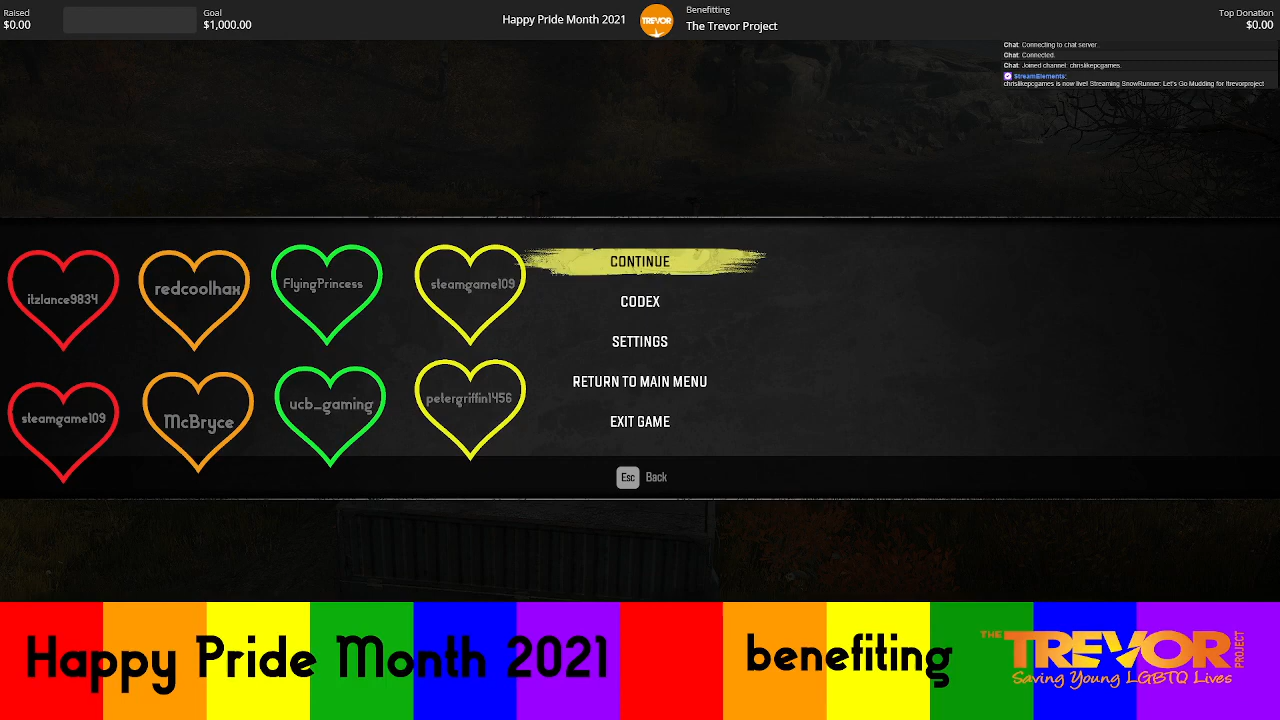 Raised
$0.00
Goal
$1,000.00
Happy Pride Month 2021
TREVOR
Benefitting
The Trevor Project
Top Donation
$0.00
Chat: Connecting to chat server.
Chat: Connected.
Chat: Joined channel: chrislikepcgames.
StreamElements:
chrislikepcgames is now live! Streaming SnowRunner: Let's Go Mudding for !trevorproject
itzlance9834
redcoolhax
FlyingPrincess
steamgame109
steamgame109
McBryce
ucb_gaming
petergriffin1456
CONTINUE
CODEX
SETTINGS
RETURN TO MAIN MENU
EXIT GAME
Esc Back
Happy Pride Month 2021
benefiting
THE TREVOR PROJECT
Saving Young LGBTQ Lives